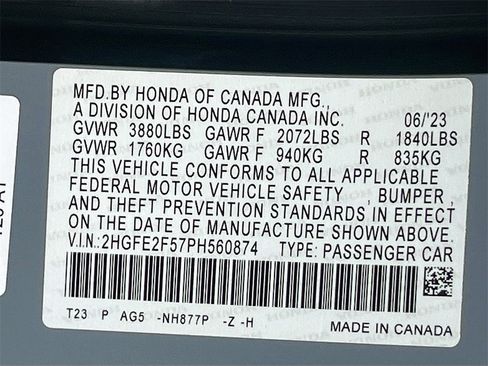 MFD.BY HONDA OF CANADA MFG.,
A DIVISION OF HONDA CANADA INC. 06/'23
GVWR 3880LBS GAWR F 2072LBS R 1840LBS
GVWR 1760KG GAWR F 940KG R 835KG
THIS VEHICLE CONFORMS TO ALL APPLICABLE
FEDERAL MOTOR VEHICLE SAFETY , BUMPER ,
AND THEFT PREVENTION STANDARDS IN EFFECT
ON THE DATE OF MANUFACTURE SHOWN ABOVE.
V.I.N.:2HGFE2F57PH560874 TYPE: PASSENGER CAR
T23 P AG5 -NH877P -Z -H
MADE IN CANADA